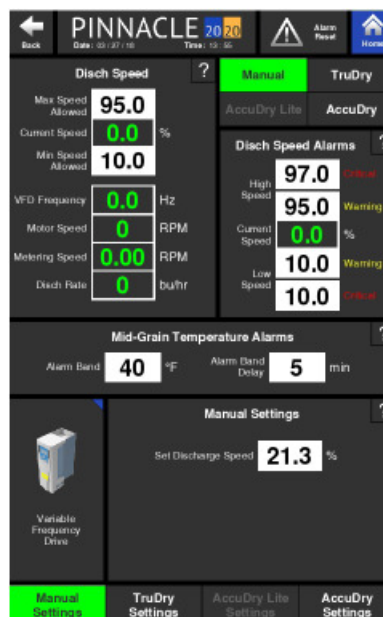 PINNACLE 20 20
Back
Date: 03/27/18
Time: 13:55
Alarm Reset
Home
Disch Speed
?
Max Speed Allowed
95.0
Current Speed
0.0
%
Min Speed Allowed
10.0
VFD Frequency
0.0
Hz
Motor Speed
0
RPM
Metering Speed
0.00
RPM
Disch Rate
0
bu/hr
Manual
TruDry
AccuDry Lite
AccuDry
Disch Speed Alarms
?
High Speed
97.0
Critical
95.0
Warning
Current Speed
0.0
%
Low Speed
10.0
Warning
10.0
Critical
Mid-Grain Temperature Alarms
?
Alarm Band
40
°F
Alarm Band Delay
5
min
Variable
Frequency
Drive
Manual Settings
?
Set Discharge Speed
21.3
%
Manual Settings
TruDry Settings
AccuDry Lite Settings
AccuDry Settings